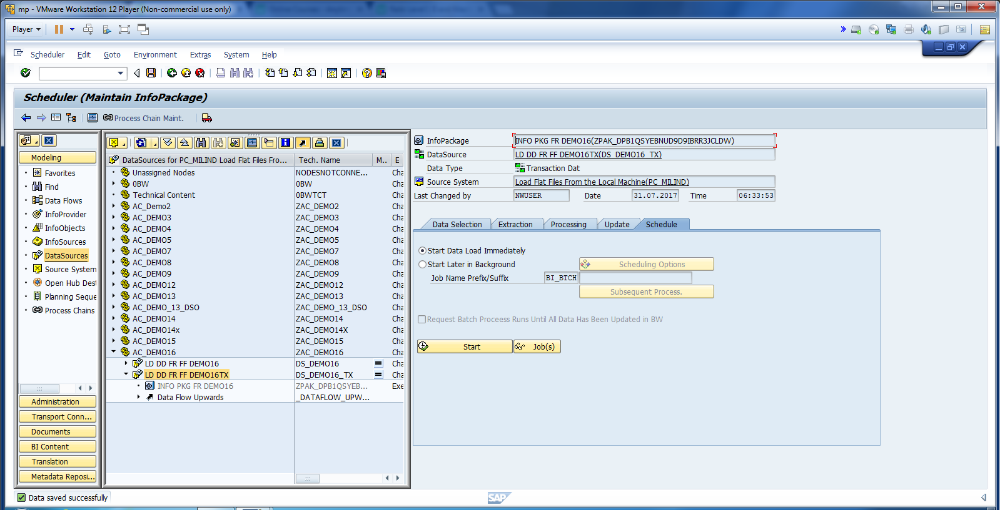 mp - VMware Workstation 12 Player (Non-commercial use only)
Player
Scheduler Edit Goto Environment Extras System Help
Scheduler (Maintain InfoPackage)
Process Chain Maint.
Modeling
Favorites
Find
Data Flows
InfoProvider
InfoObjects
InfoSources
DataSources
Source System
Open Hub Dest
Planning Seque
Process Chains
Administration
Transport Conn...
Documents
BI Content
Translation
Metadata Reposi...
DataSources for PC_MILIND Load Flat Files Fro... Tech. Name M.. E
Unassigned Nodes NODESNOTCONNE... Cha
0BW 0BW Cha
Technical Content 0BWTCT Cha
AC_Demo2 ZAC_DEMO2 Cha
AC_DEMO3 ZAC_DEMO3 Cha
AC_DEMO4 ZAC_DEMO4 Cha
AC_DEMO5 ZAC_DEMO5 Cha
AC_DEMO7 ZAC_DEMO7 Cha
AC_DEMO8 ZAC_DEMO8 Cha
AC_DEMO9 ZAC_DEMO9 Cha
AC_DEMO12 ZAC_DEMO12 Cha
AC_DEMO13 ZAC_DEMO13 Cha
AC_DEMO_13_DSO ZAC_DEMO_13_DSO Cha
AC_DEMO14 ZAC_DEMO14 Cha
AC_DEMO14x ZAC_DEMO14X Cha
AC_DEMO15 ZAC_DEMO15 Cha
AC_DEMO16 ZAC_DEMO16 Cha
LD DD FR FF DEMO16 DS_DEMO16 = Cha
LD DD FR FF DEMO16TX DS_DEMO16_TX = Cha
INFO PKG FR DEMO16 ZPAK_DPB1QSYEB... Exe
Data Flow Upwards _DATAFLOW_UPW...
InfoPackage INFO PKG FR DEMO16(ZPAK_DPB1QSYEBNUD9D9IBRR3JCLDW)
DataSource LD DD FR FF DEMO16TX(DS_DEMO16_TX)
Data Type Transaction Dat
Source System Load Flat Files From the Local Machine(PC_MILIND)
Last Changed by NWUSER Date 31.07.2017 Time 06:33:53
Data Selection Extraction Processing Update Schedule
Start Data Load Immediately
Start Later in Background Scheduling Options
Job Name Prefix/Suffix BI_BTCH
Subsequent Process.
Request Batch Proceess Runs Until All Data Has Been Updated in BW
Start Job(s)
Data saved successfully
SAP